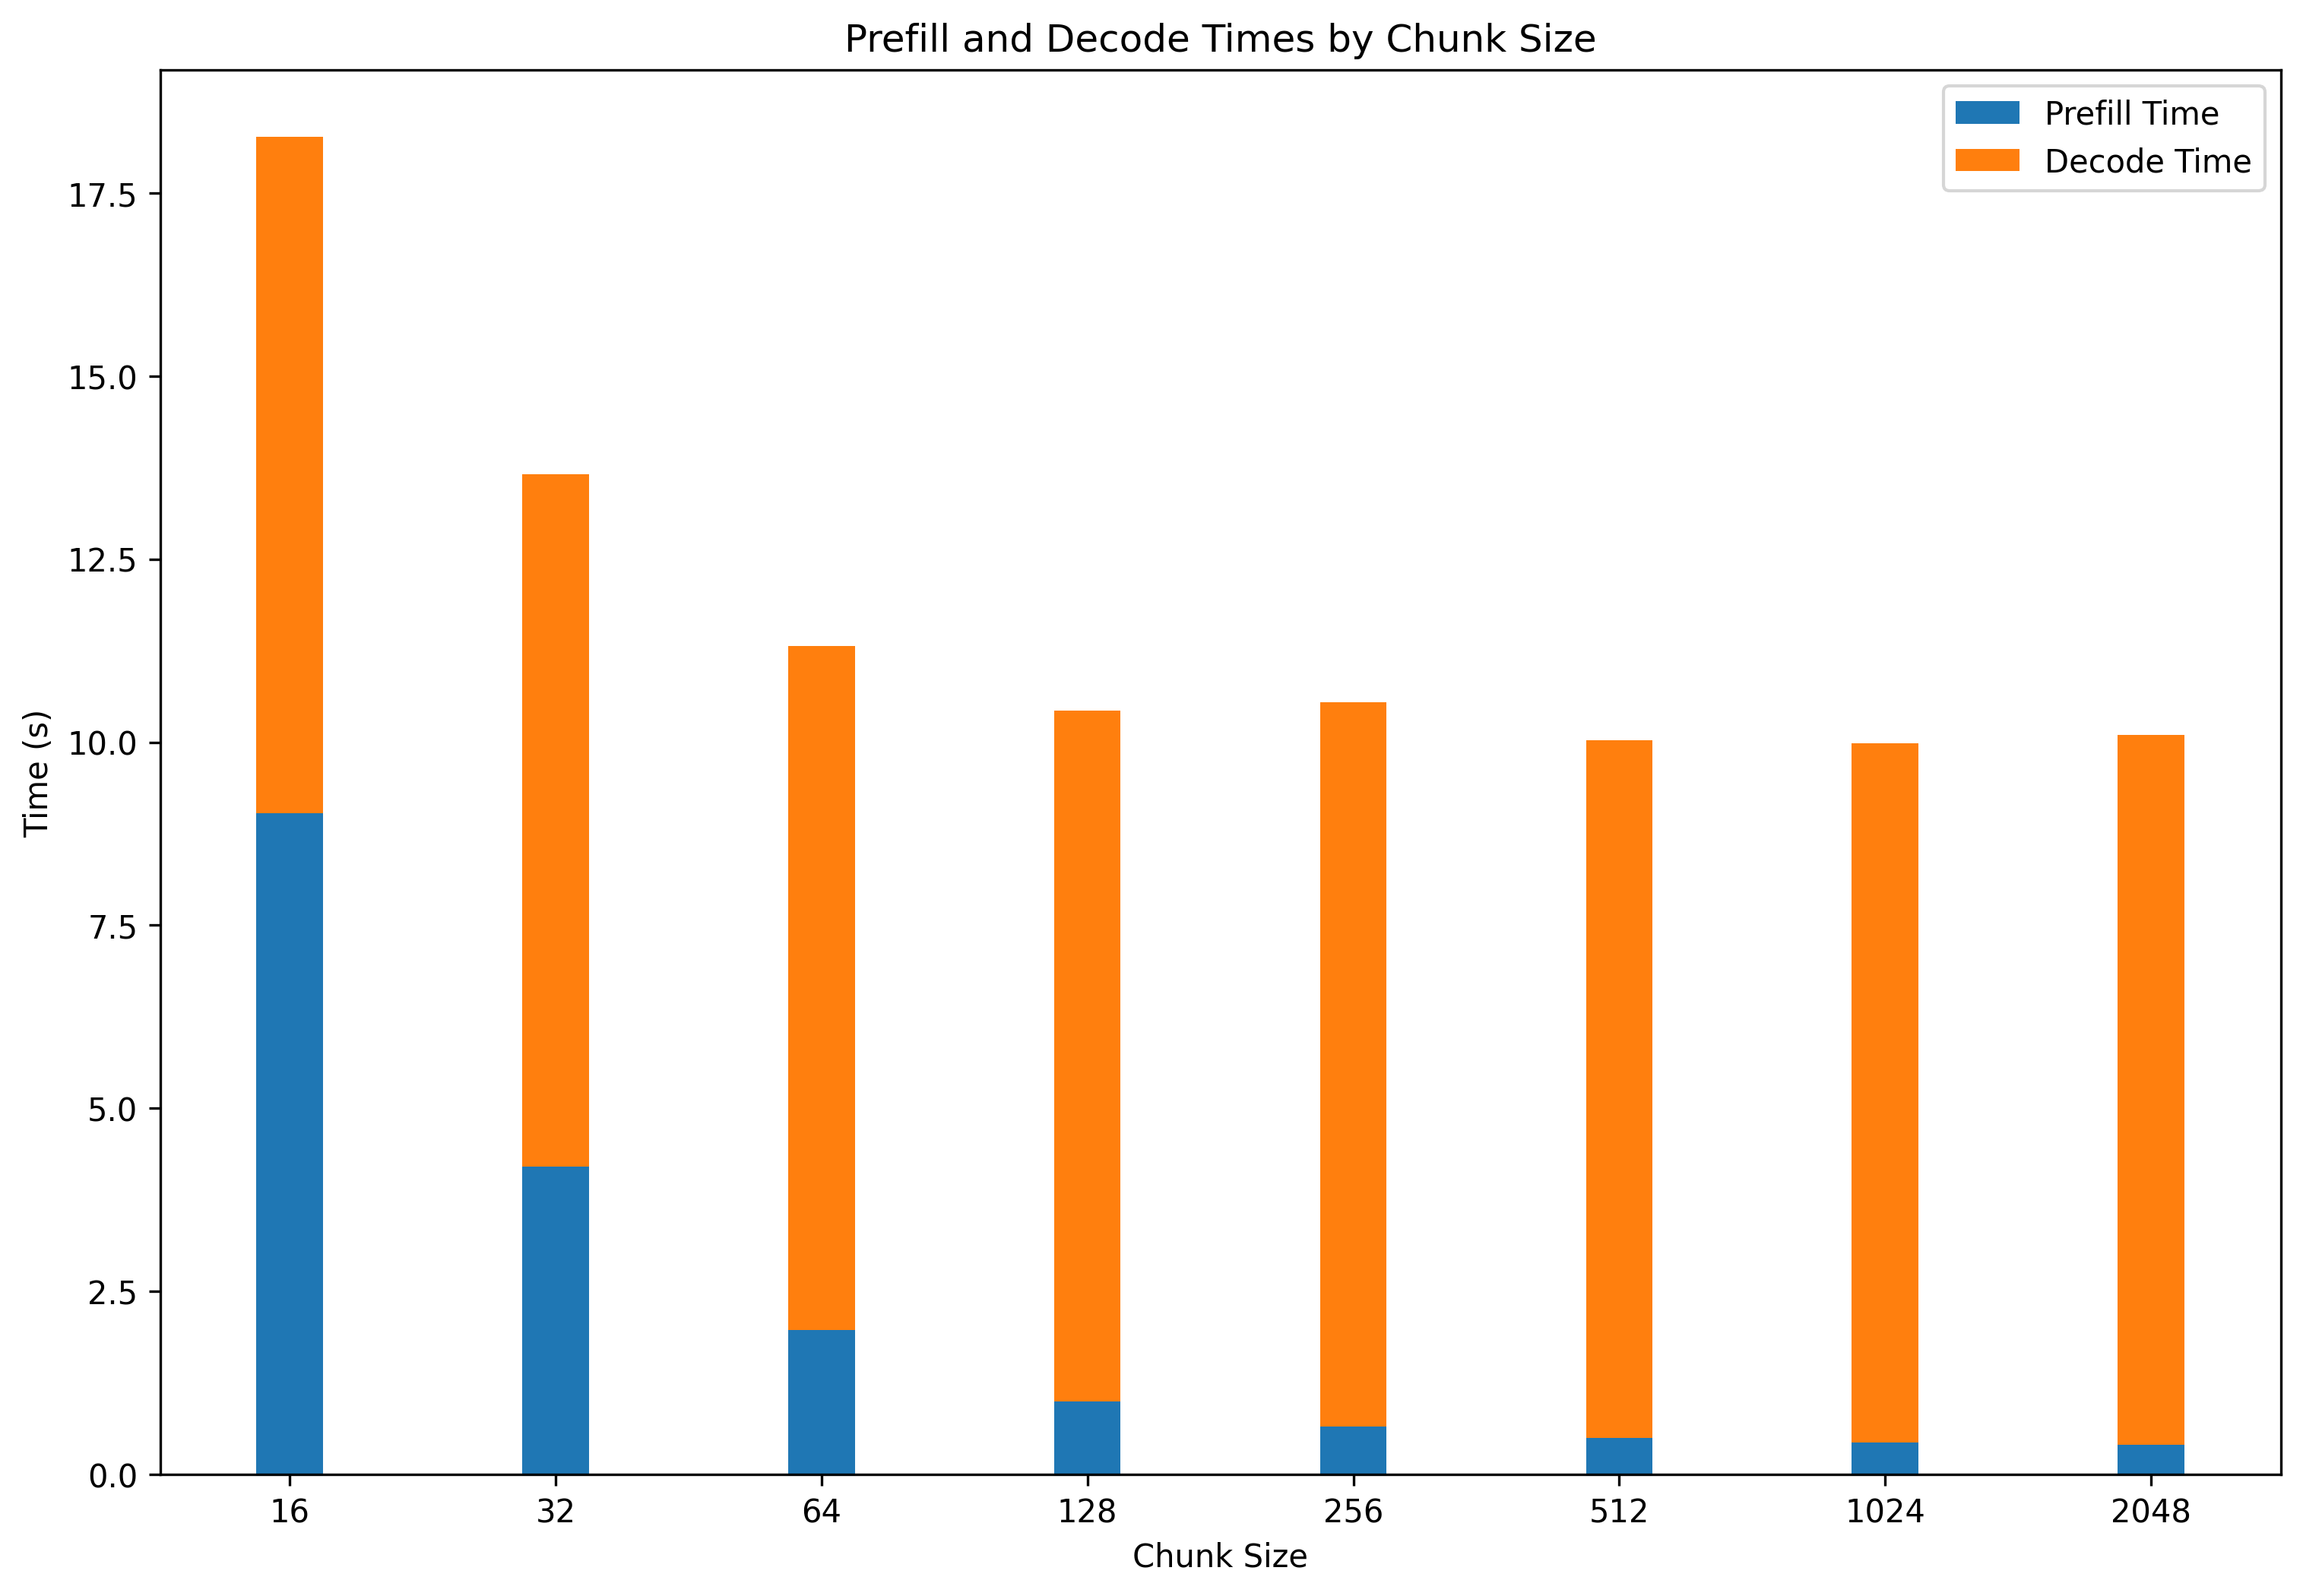 Prefill and Decode Times by Chunk Size
Prefill Time
Decode Time
17.5
15.0
12.5
10.0
7.5
5.0
2.5
0.0
Time (s)
16 32 64 128 256 512 1024 2048
Chunk Size